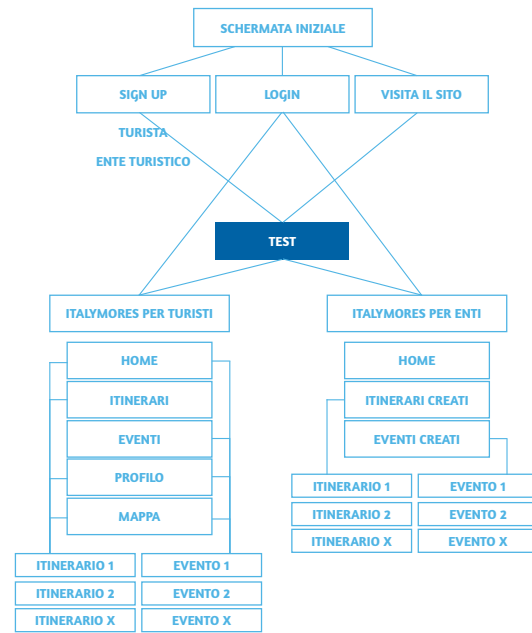 SCHERMATA INIZIALE
SIGN UP
LOGIN
VISITA IL SITO
TURISTA
ENTE TURISTICO
TEST
ITALYMORES PER TURISTI
ITALYMORES PER ENTI
HOME
ITINERARI
EVENTI
PROFILO
MAPPA
ITINERARIO 1
EVENTO 1
ITINERARIO 2
EVENTO 2
ITINERARIO X
EVENTO X
HOME
ITINERARI CREATI
EVENTI CREATI
ITINERARIO 1
EVENTO 1
ITINERARIO 2
EVENTO 2
ITINERARIO X
EVENTO X